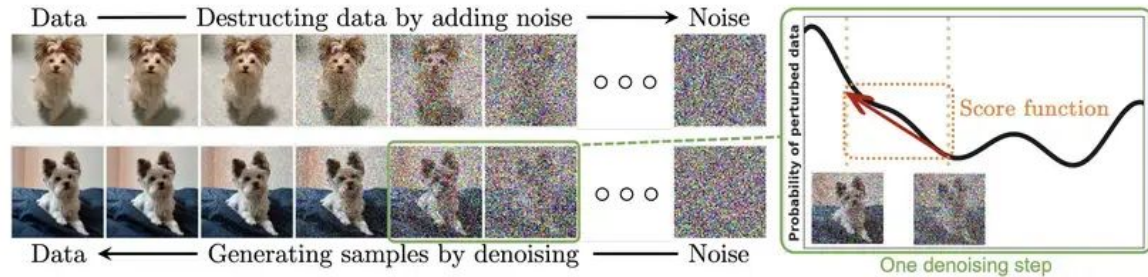 Data Destructing data by adding noise Noise
Probability of perturbed data
Score function
Data Generating samples by denoising Noise
One denoising step